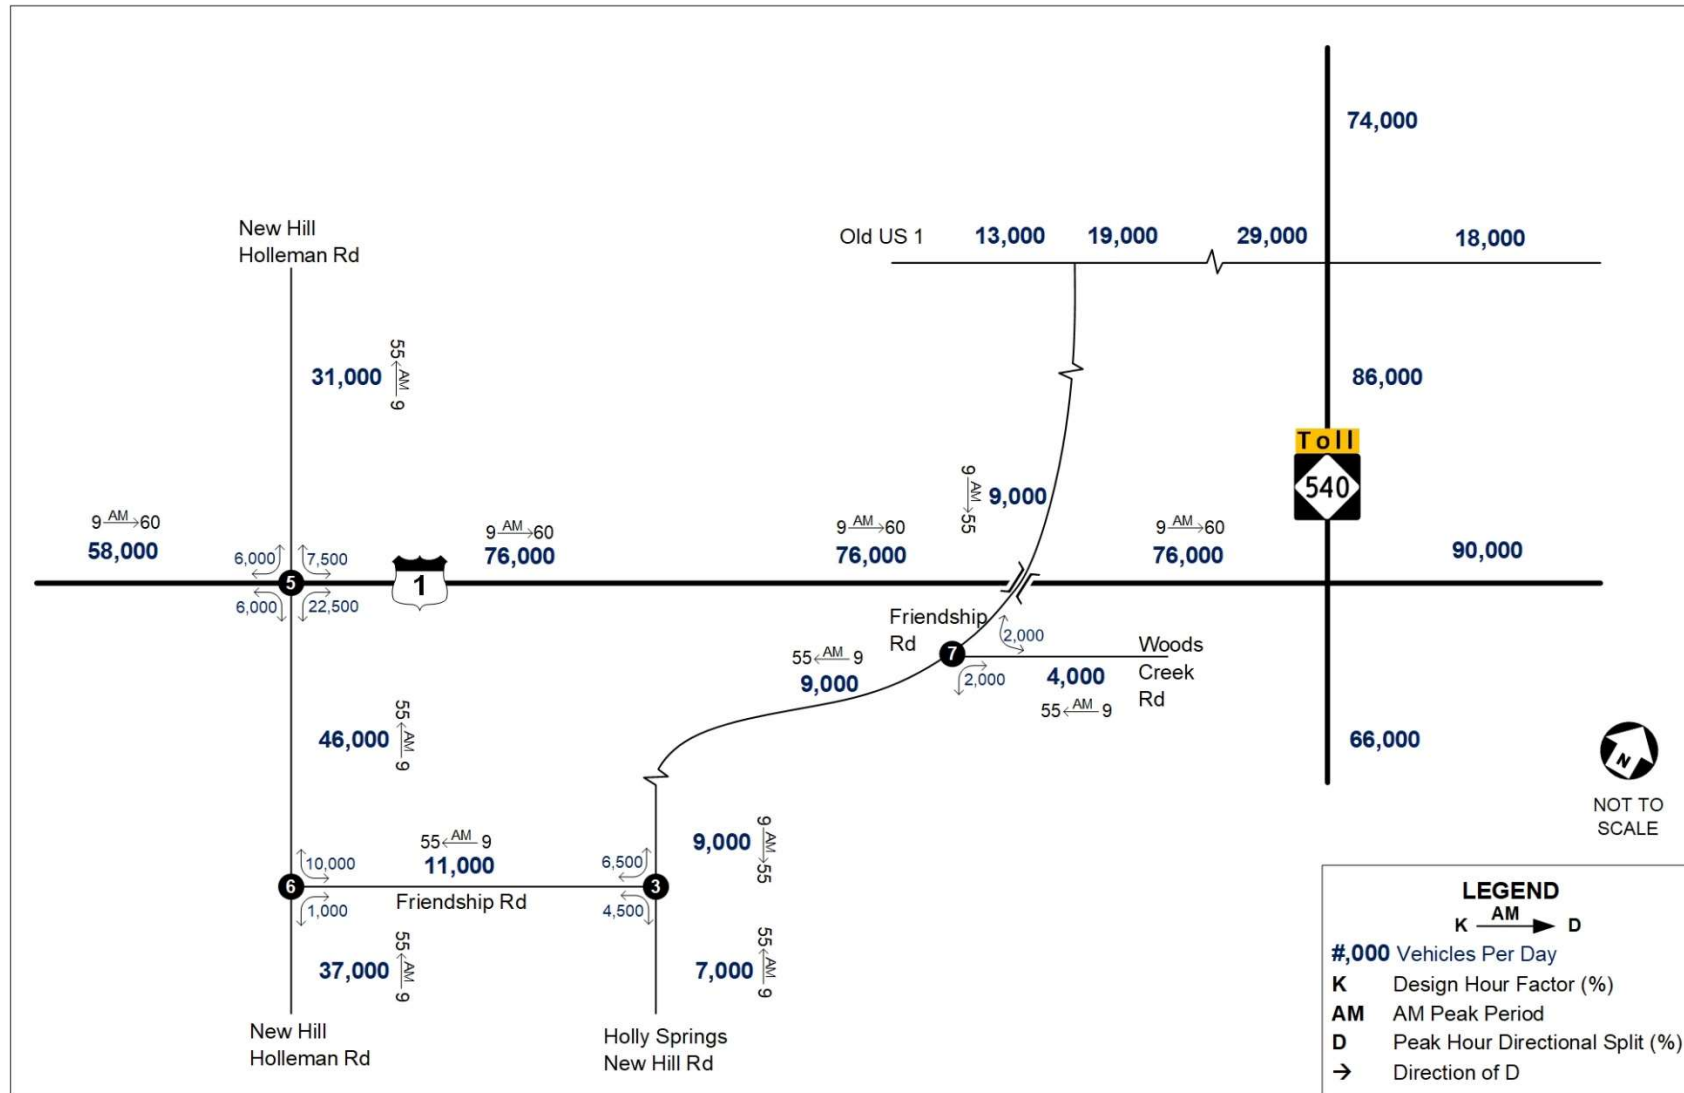 74,000
New Hill
Holleman Rd
Old US 1 13,000 19,000 29,000 18,000
31,000 55 AM 9
86,000
Toll
540
9 AM 55 9,000
9 AM 60
58,000
9 AM 60
76,000
9 AM 60
76,000
9 AM 60
76,000
90,000
6,000 7,500
5
1
6,000 22,500
Friendship
Rd
7
2,000
2,000
Woods
Creek
Rd
4,000
55 AM 9
55 AM 9
9,000
46,000 55 AM 9
66,000
N
NOT TO
SCALE
55 AM 9
11,000
9,000 9 AM 55
10,000
6
1,000
Friendship Rd
6,500
3
4,500
37,000 55 AM 9
7,000 55 AM 9
New Hill
Holleman Rd
Holly Springs
New Hill Rd
LEGEND
K AM D
#,000 Vehicles Per Day
K Design Hour Factor (%)
AM AM Peak Period
D Peak Hour Directional Split (%)
→ Direction of D